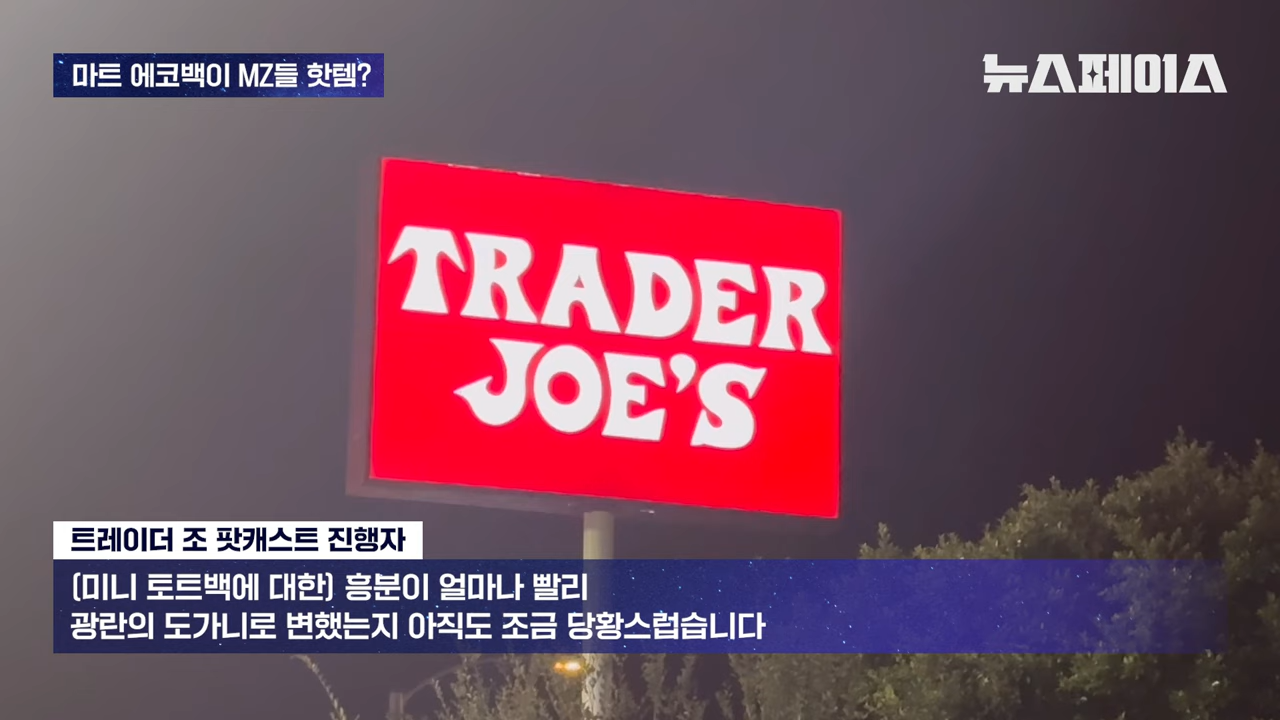 마트 에코백이 MZ들 핫템?
뉴스페이스
TRADER
JOE'S
트레이더 조 팟캐스트 진행자
(미니 토트백에 대한) 흥분이 얼마나 빨리
광란의 도가니로 변했는지 아직도 조금 당황스럽습니다